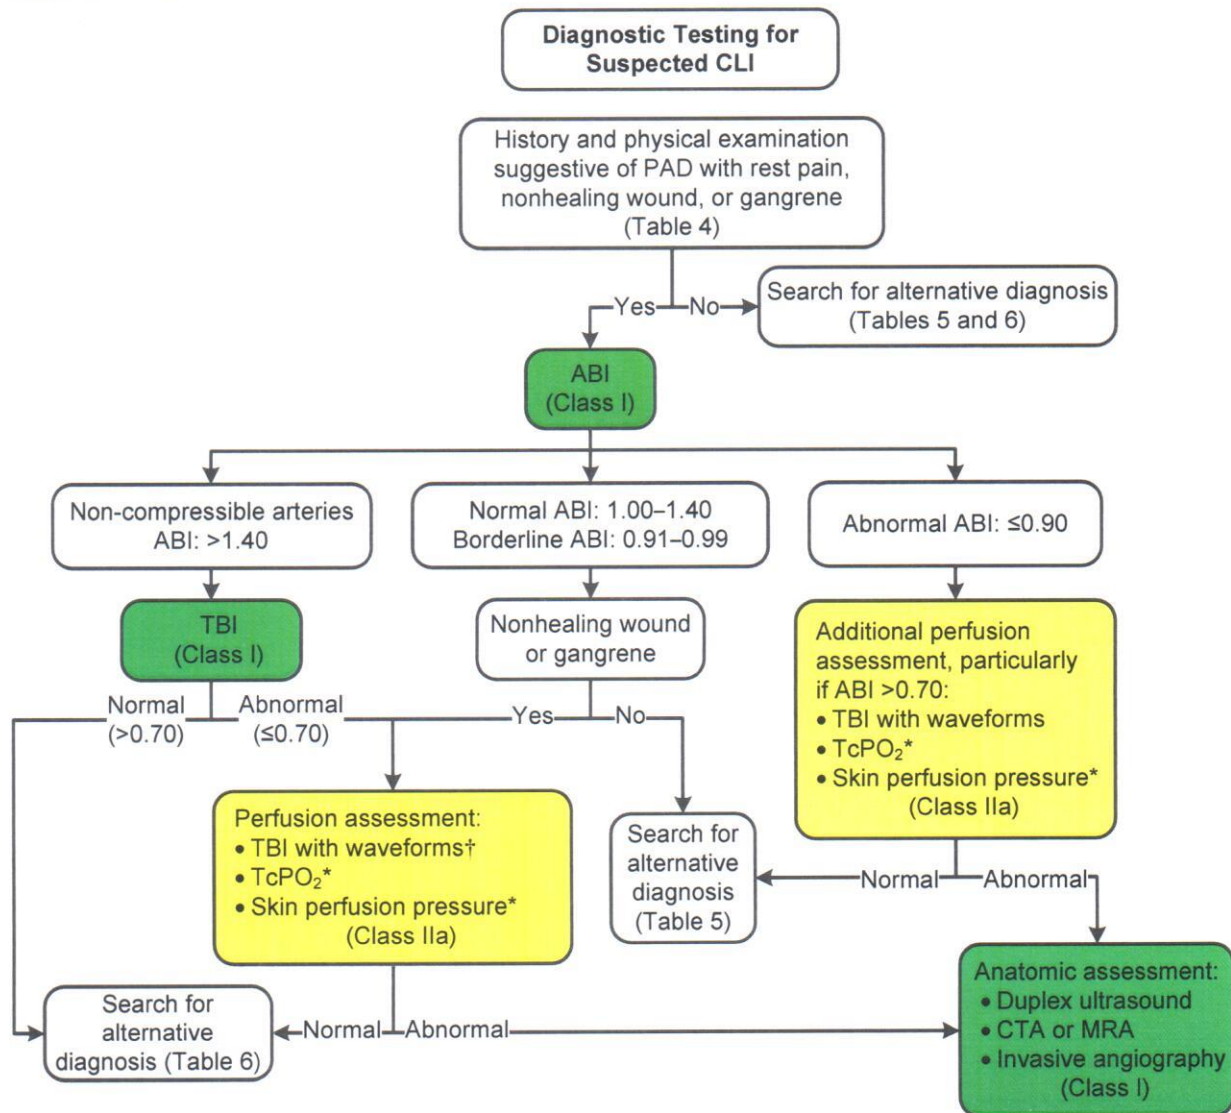 Diagnostic Testing for
Suspected CLI
History and physical examination
suggestive of PAD with rest pain,
nonhealing wound, or gangrene
(Table 4)
Yes
No
Search for alternative diagnosis
(Tables 5 and 6)
ABI
(Class I)
Non-compressible arteries
ABI: >1.40
Normal ABI: 1.00–1.40
Borderline ABI: 0.91–0.99
Abnormal ABI: ≤0.90
TBI
(Class I)
Nonhealing wound
or gangrene
Additional perfusion
assessment, particularly
if ABI >0.70:
• TBI with waveforms
• TcPO₂*
• Skin perfusion pressure*
(Class IIa)
Normal
(>0.70)
Abnormal
(≤0.70)
Yes
No
Perfusion assessment:
• TBI with waveforms†
• TcPO₂*
• Skin perfusion pressure*
(Class IIa)
Search for
alternative
diagnosis
(Table 5)
Normal
Abnormal
Search for
alternative
diagnosis (Table 6)
Normal
Abnormal
Anatomic assessment:
• Duplex ultrasound
• CTA or MRA
• Invasive angiography
(Class I)